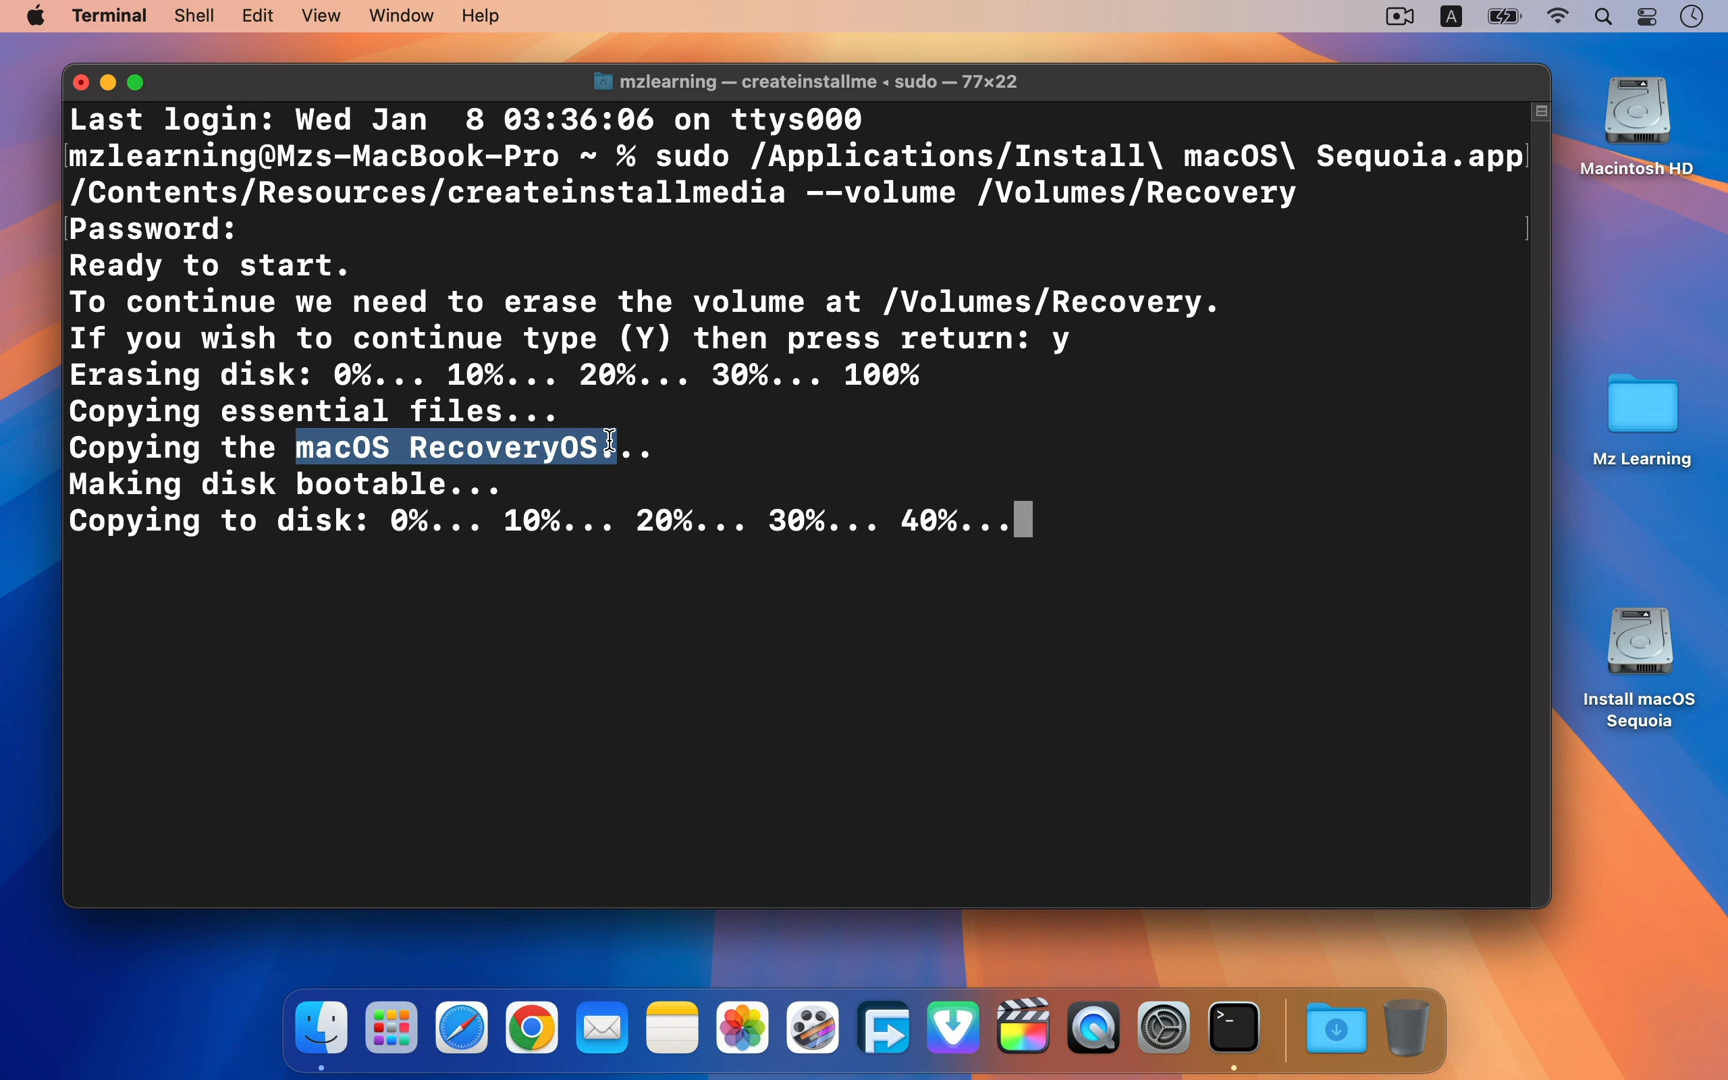 Terminal Shell Edit View Window Help A
mzlearning — createinstallme ◂ sudo — 77×22
Last login: Wed Jan  8 03:36:06 on ttys000
[mzlearning@Mzs-MacBook-Pro ~ % sudo /Applications/Install\ macOS\ Sequoia.app]
/Contents/Resources/createinstallmedia --volume /Volumes/Recovery
[Password: ]
Ready to start.
To continue we need to erase the volume at /Volumes/Recovery.
If you wish to continue type (Y) then press return: y
Erasing disk: 0%... 10%... 20%... 30%... 100%
Copying essential files...
Copying the macOS RecoveryOS...
Making disk bootable...
Copying to disk: 0%... 10%... 20%... 30%... 40%...
Macintosh HD
Mz Learning
Install macOS
Sequoia